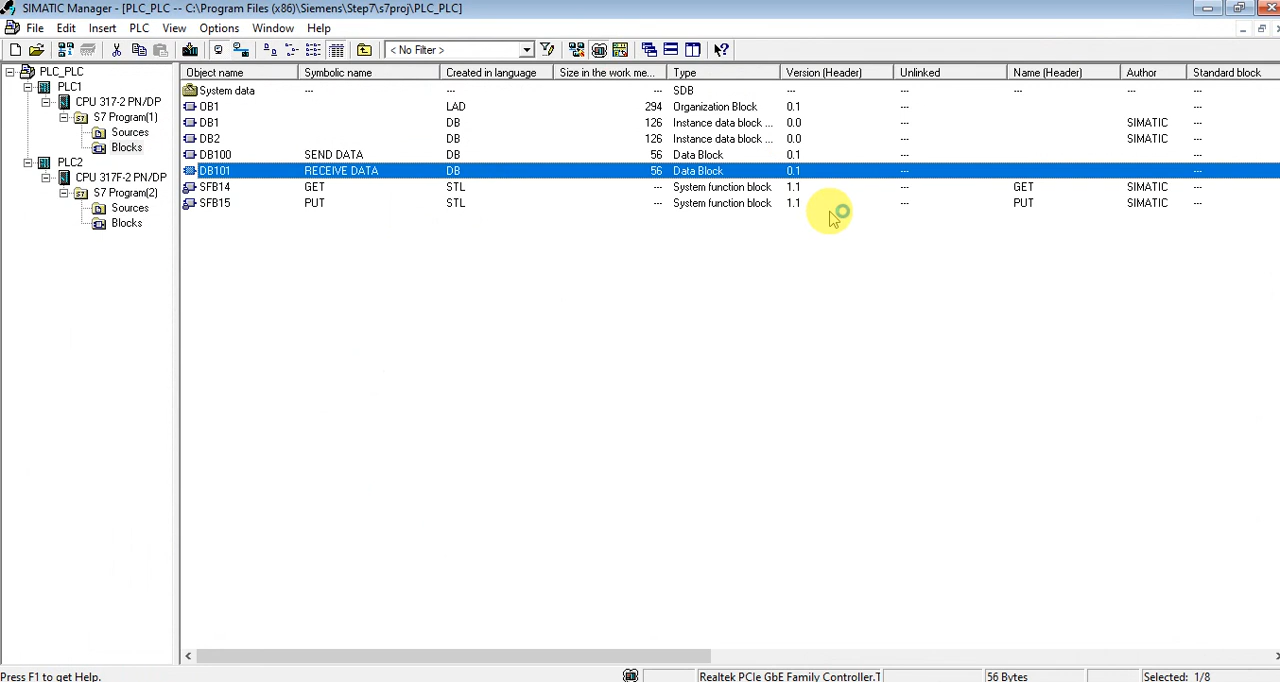 SIMATIC Manager - [PLC_PLC -- C:\Program Files (x86)\Siemens\Step7\s7proj\PLC_PLC]
File Edit Insert PLC View Options Window Help
< No Filter >
PLC_PLC
PLC1
CPU 317-2 PN/DP
S7 Program(1)
Sources
Blocks
PLC2
CPU 317F-2 PN/DP
S7 Program(2)
Sources
Blocks
Object name Symbolic name Created in language Size in the work me... Type Version (Header) Unlinked Name (Header) Author Standard block
System data --- --- --- SDB --- --- --- ---
OB1 LAD 294 Organization Block 0.1 --- ---
DB1 DB 126 Instance data block ... 0.0 --- SIMATIC ---
DB2 DB 126 Instance data block ... 0.0 --- SIMATIC ---
DB100 SEND DATA DB 56 Data Block 0.1 --- ---
DB101 RECEIVE DATA DB 56 Data Block 0.1 --- ---
SFB14 GET STL --- System function block 1.1 --- GET SIMATIC ---
SFB15 PUT STL --- System function block 1.1 --- PUT SIMATIC ---
Press F1 to get Help. Realtek PCIe GbE Family Controller.T 56 Bytes Selected: 1/8